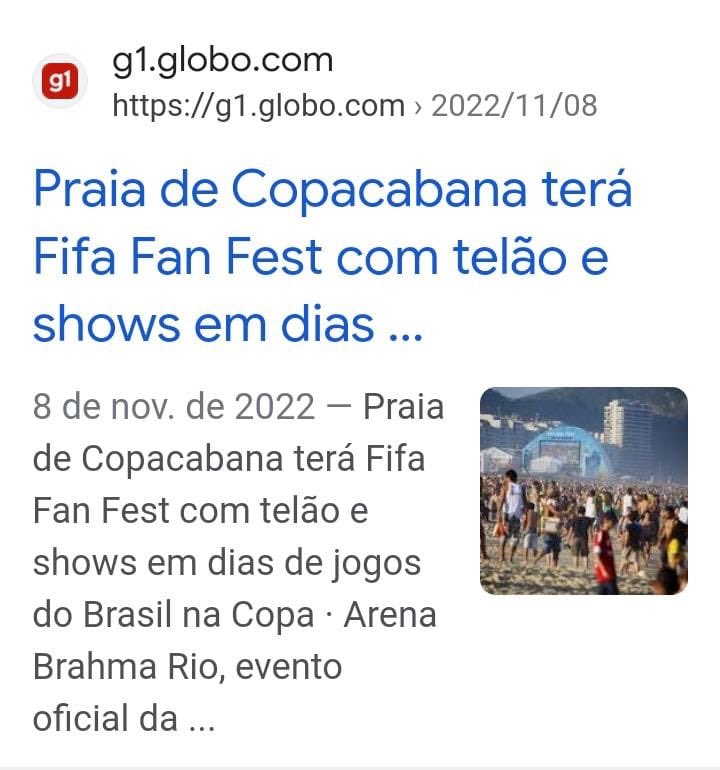 g1
g1.globo.com
https://g1.globo.com › 2022/11/08
Praia de Copacabana terá
Fifa Fan Fest com telão e
shows em dias ...
8 de nov. de 2022 — Praia
de Copacabana terá Fifa
Fan Fest com telão e
shows em dias de jogos
do Brasil na Copa · Arena
Brahma Rio, evento
oficial da ...